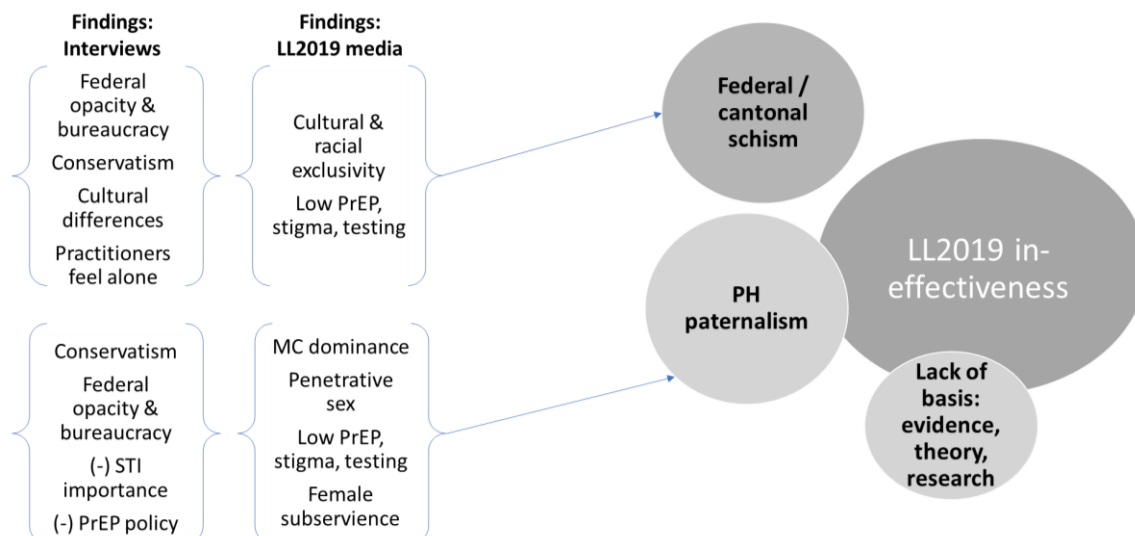 Findings:
Interviews
Federal
opacity &
bureaucracy
Conservatism
Cultural
differences
Practitioners
feel alone
Findings:
LL2019 media
Cultural &
racial
exclusivity
Low PrEP,
stigma, testing
Federal /
cantonal
schism
Conservatism
Federal
opacity &
bureaucracy
(-) STI
importance
(-) PrEP policy
MC dominance
Penetrative
sex
Low PrEP,
stigma, testing
Female
subservience
PH
paternalism
LL2019 in-
effectiveness
Lack of
basis:
evidence,
theory,
research